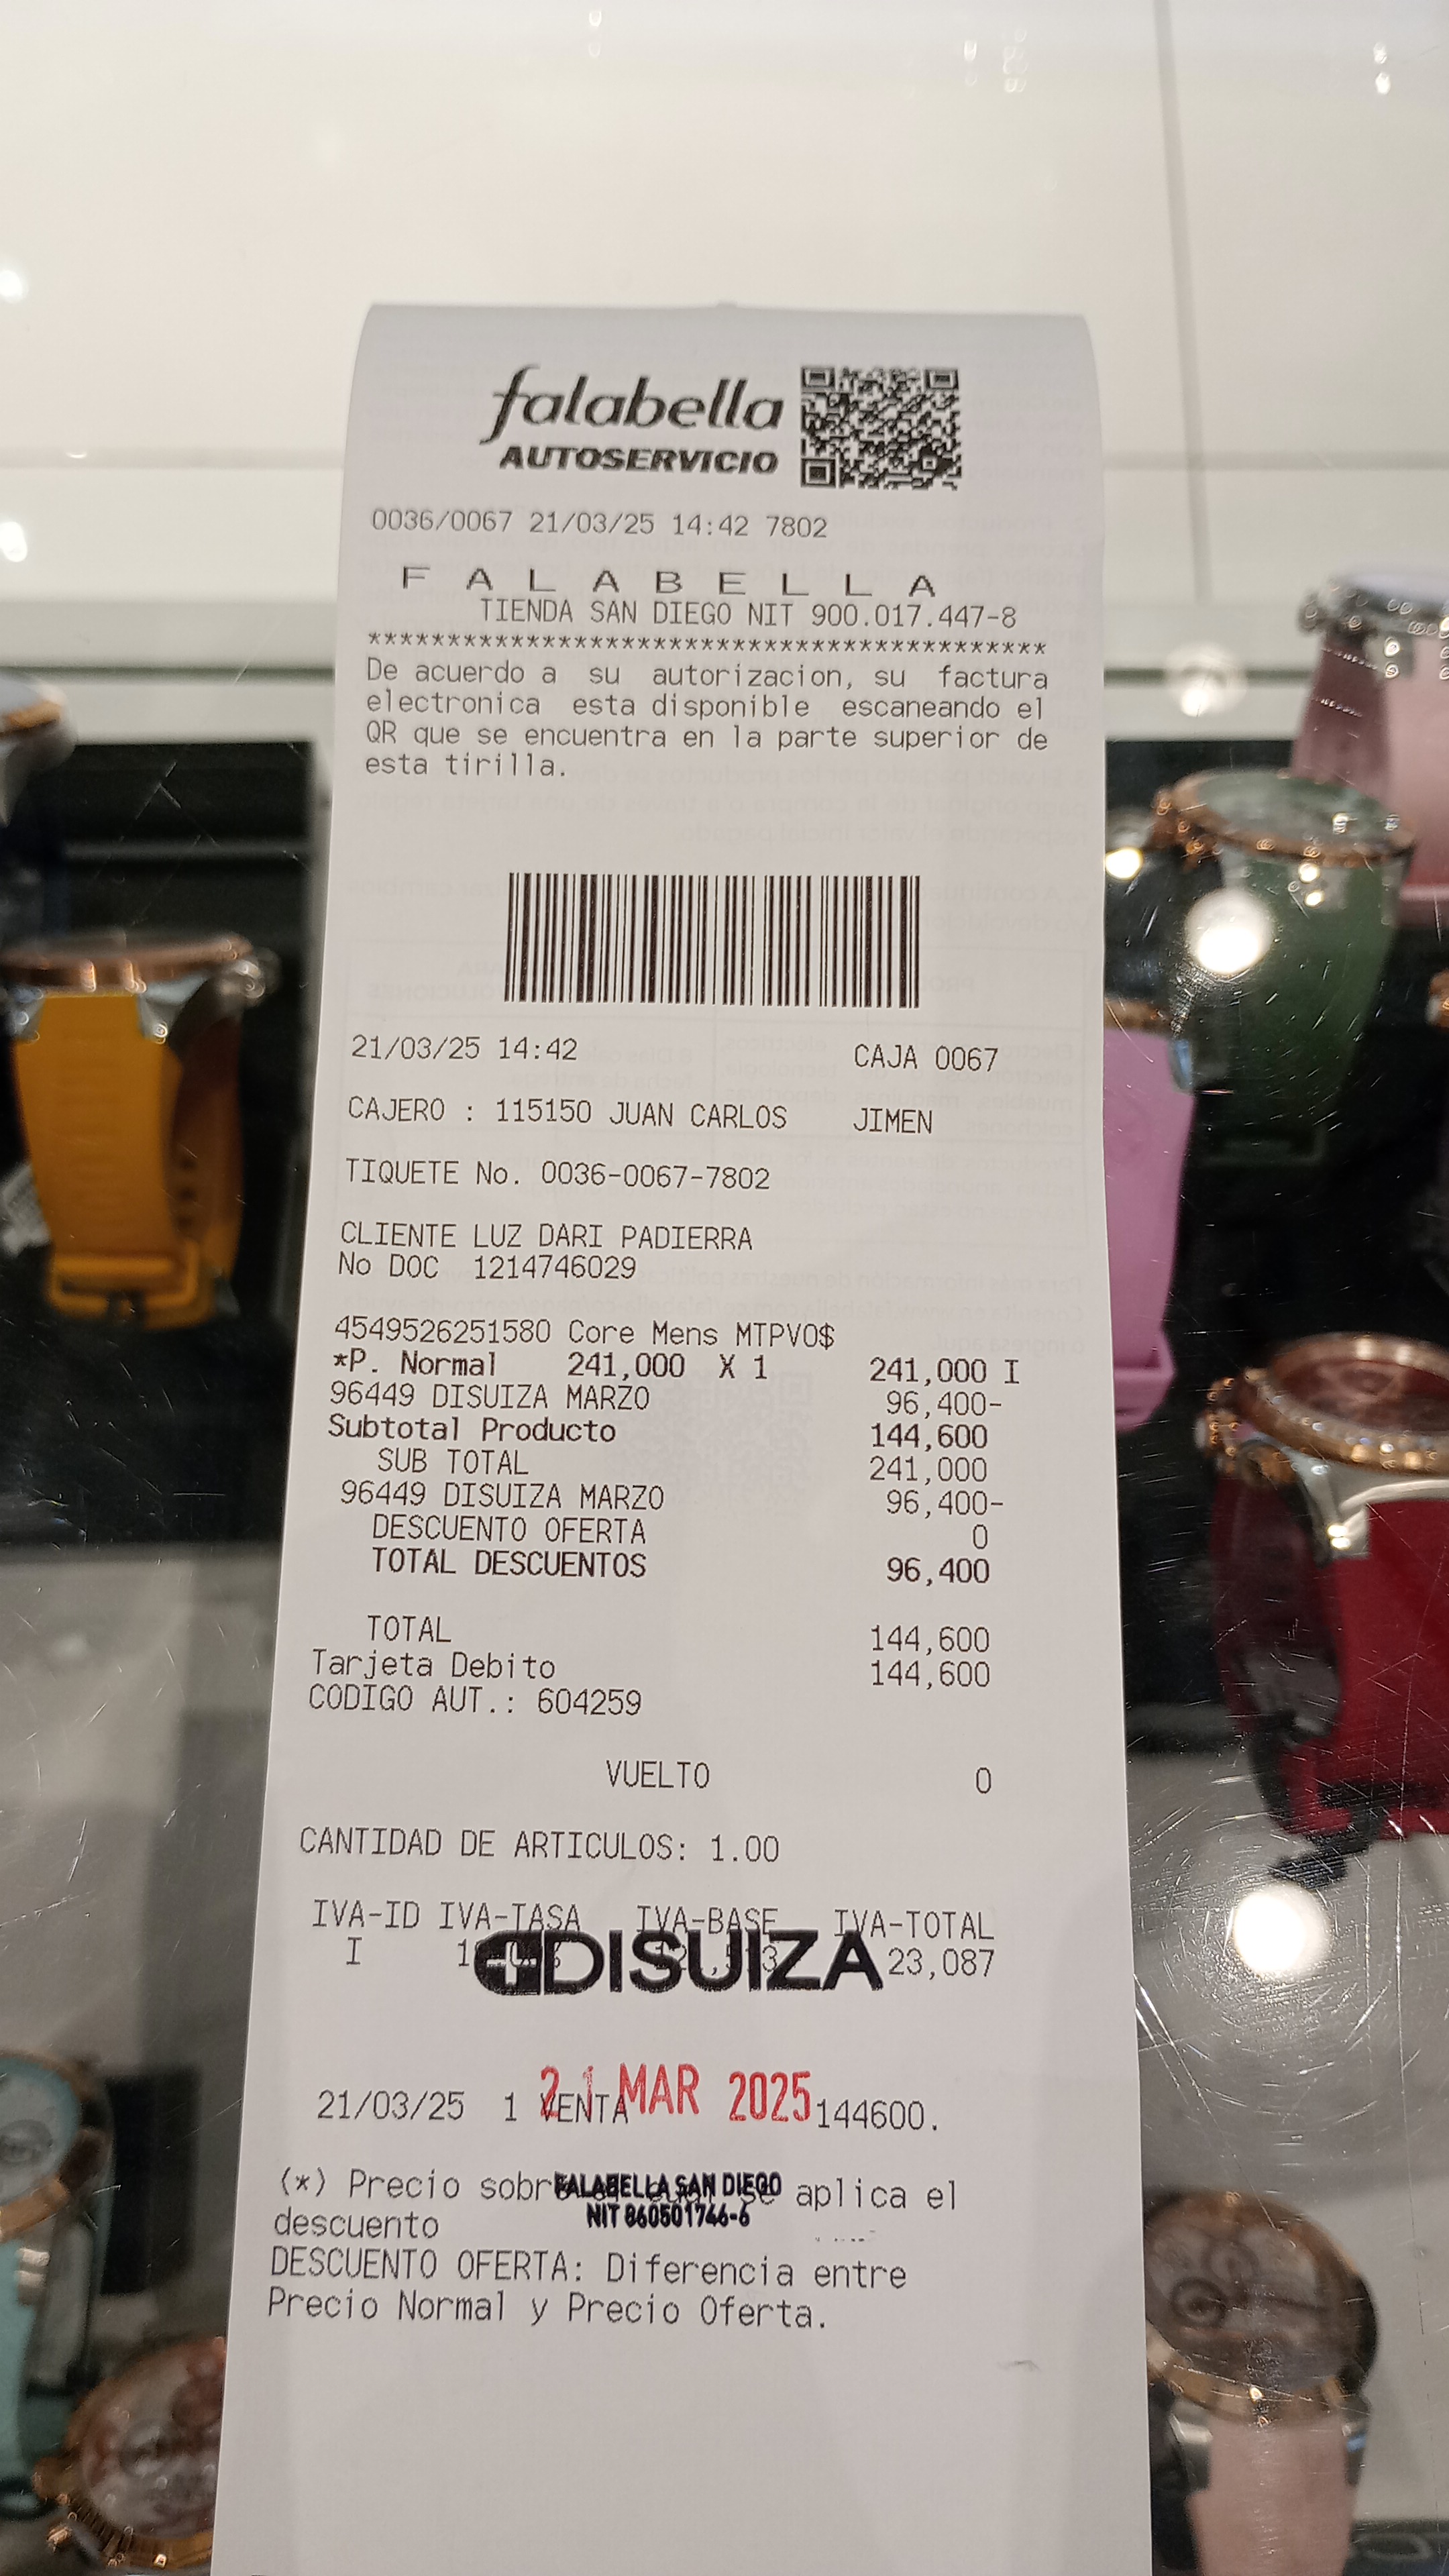 falabella
AUTOSERVICIO
0036/0067 21/03/25 14:42 7802
F A L A B E L L A
TIENDA SAN DIEGO NIT 900.017.447-8
*******************************************
De acuerdo a su autorizacion, su factura
electronica esta disponible escaneando el
QR que se encuentra en la parte superior de
esta tirilla.
21/03/25 14:42 CAJA 0067
CAJERO : 115150 JUAN CARLOS JIMEN
TIQUETE No. 0036-0067-7802
CLIENTE LUZ DARI PADIERRA
No DOC 1214746029
4549526251580 Core Mens MTPVO$
*P. Normal 241,000 X 1 241,000 I
96449 DISUIZA MARZO 96,400-
Subtotal Producto 144,600
SUB TOTAL 241,000
96449 DISUIZA MARZO 96,400-
DESCUENTO OFERTA 0
TOTAL DESCUENTOS 96,400
TOTAL 144,600
Tarjeta Debito 144,600
CODIGO AUT.: 604259
VUELTO 0
CANTIDAD DE ARTICULOS: 1.00
IVA-ID IVA-TASA IVA-BASE IVA-TOTAL
I 23,087
DISUIZA
21 MAR 2025
21/03/25 1 VENTA 144600.
(*) Precio aplica el
FALABELLA SAN DIEGO
NIT 860501746-6
descuento
DESCUENTO OFERTA: Diferencia entre
Precio Normal y Precio Oferta.